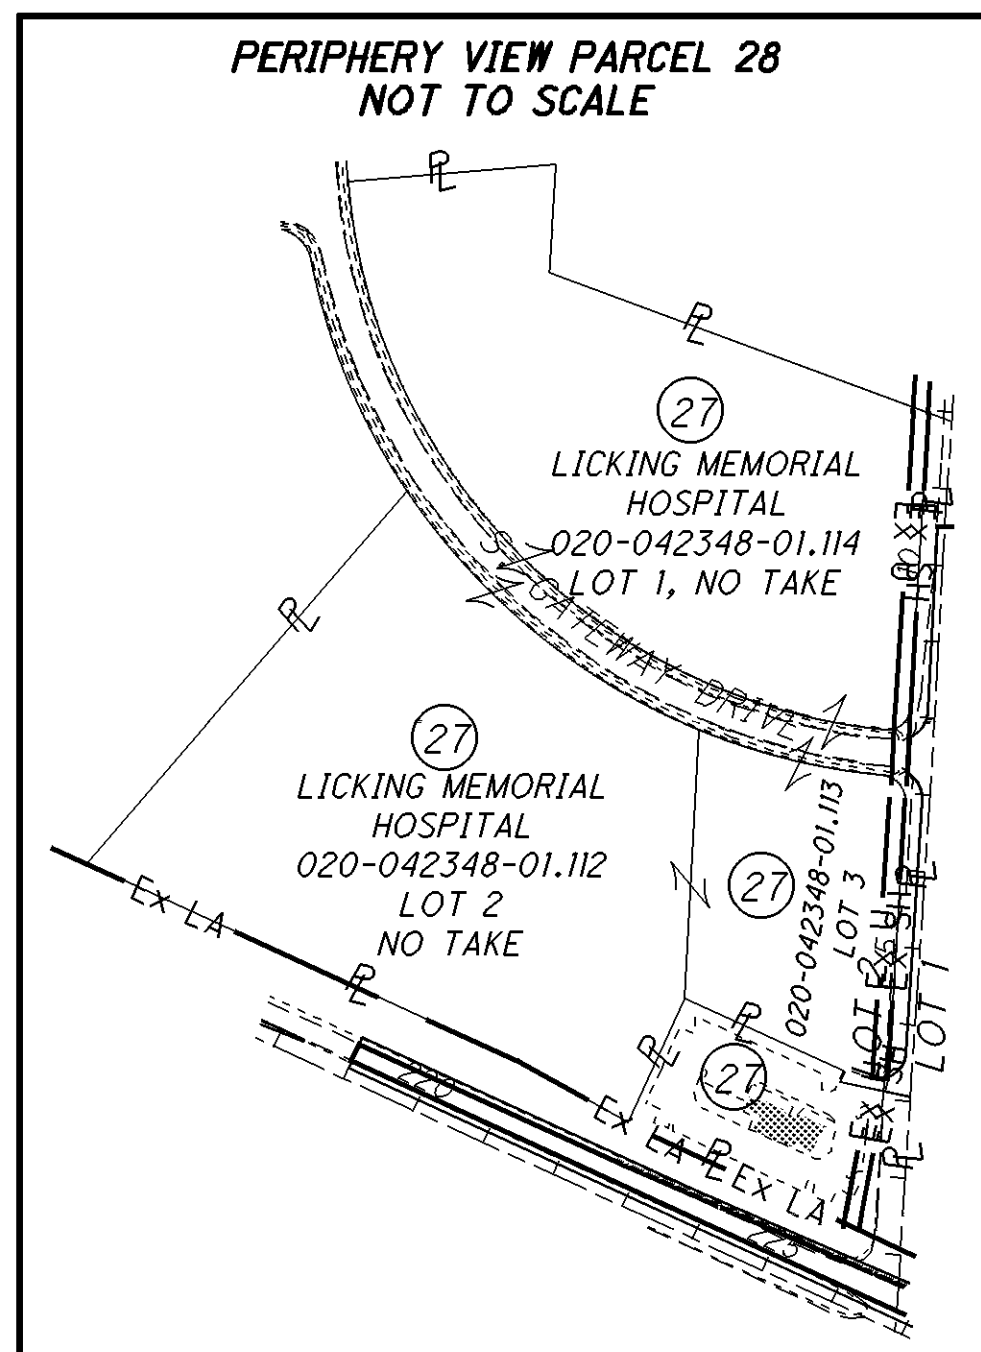 PERIPHERY VIEW PARCEL 28
NOT TO SCALE
PL
PL
27
LICKING MEMORIAL
HOSPITAL
020-042348-01.114
LOT 1, NO TAKE
PL
S. GATEWAY DRIVE
27
LICKING MEMORIAL
HOSPITAL
020-042348-01.112
LOT 2
NO TAKE
27
020-042348-01.113
LOT 3
PL
Ex LA
PL
LOT 2
LOT 1
PL
PL
27
220
Ex LA
PL
Ex LA
PL
225